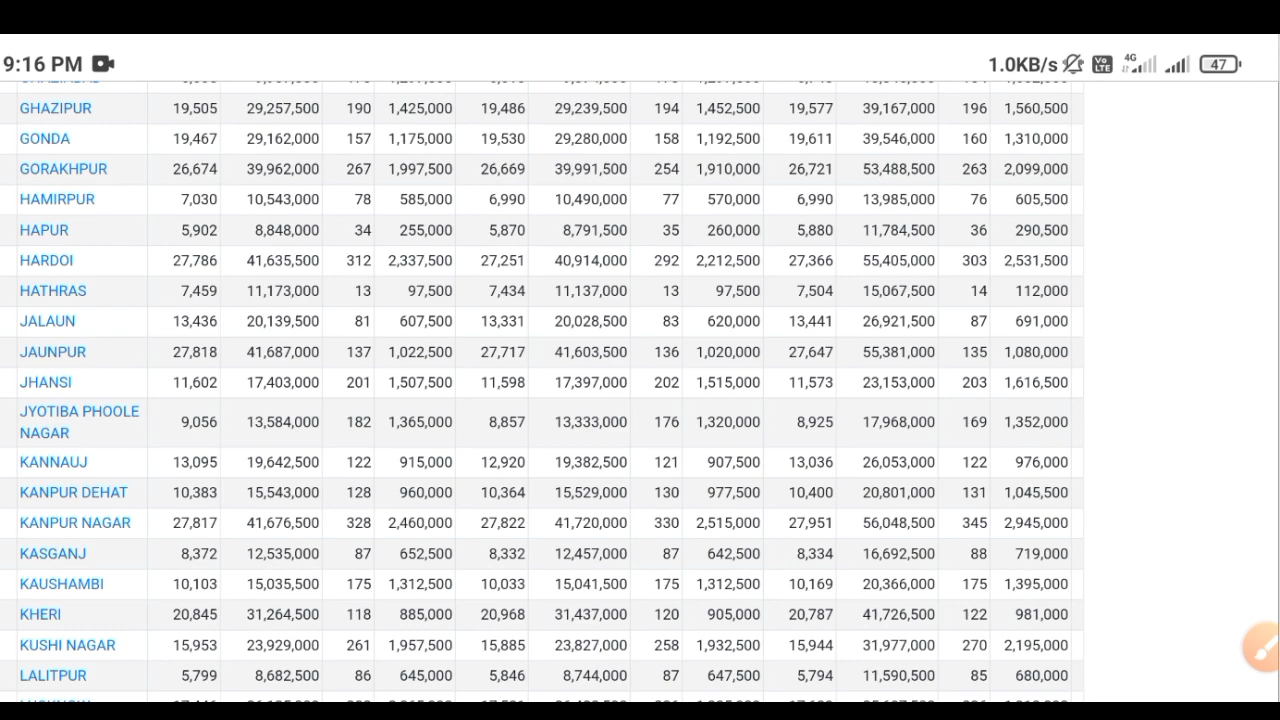 9:16 PM
1.0KB/s Vo LTE 4G 47
GHAZIPUR 19,505 29,257,500 190 1,425,000 19,486 29,239,500 194 1,452,500 19,577 39,167,000 196 1,560,500
GONDA 19,467 29,162,000 157 1,175,000 19,530 29,280,000 158 1,192,500 19,611 39,546,000 160 1,310,000
GORAKHPUR 26,674 39,962,000 267 1,997,500 26,669 39,991,500 254 1,910,000 26,721 53,488,500 263 2,099,000
HAMIRPUR 7,030 10,543,000 78 585,000 6,990 10,490,000 77 570,000 6,990 13,985,000 76 605,500
HAPUR 5,902 8,848,000 34 255,000 5,870 8,791,500 35 260,000 5,880 11,784,500 36 290,500
HARDOI 27,786 41,635,500 312 2,337,500 27,251 40,914,000 292 2,212,500 27,366 55,405,000 303 2,531,500
HATHRAS 7,459 11,173,000 13 97,500 7,434 11,137,000 13 97,500 7,504 15,067,500 14 112,000
JALAUN 13,436 20,139,500 81 607,500 13,331 20,028,500 83 620,000 13,441 26,921,500 87 691,000
JAUNPUR 27,818 41,687,000 137 1,022,500 27,717 41,603,500 136 1,020,000 27,647 55,381,000 135 1,080,000
JHANSI 11,602 17,403,000 201 1,507,500 11,598 17,397,000 202 1,515,000 11,573 23,153,000 203 1,616,500
JYOTIBA PHOOLE
NAGAR 9,056 13,584,000 182 1,365,000 8,857 13,333,000 176 1,320,000 8,925 17,968,000 169 1,352,000
KANNAUJ 13,095 19,642,500 122 915,000 12,920 19,382,500 121 907,500 13,036 26,053,000 122 976,000
KANPUR DEHAT 10,383 15,543,000 128 960,000 10,364 15,529,000 130 977,500 10,400 20,801,000 131 1,045,500
KANPUR NAGAR 27,817 41,676,500 328 2,460,000 27,822 41,720,000 330 2,515,000 27,951 56,048,500 345 2,945,000
KASGANJ 8,372 12,535,000 87 652,500 8,332 12,457,000 87 642,500 8,334 16,692,500 88 719,000
KAUSHAMBI 10,103 15,035,500 175 1,312,500 10,033 15,041,500 175 1,312,500 10,169 20,366,000 175 1,395,000
KHERI 20,845 31,264,500 118 885,000 20,968 31,437,000 120 905,000 20,787 41,726,500 122 981,000
KUSHI NAGAR 15,953 23,929,000 261 1,957,500 15,885 23,827,000 258 1,932,500 15,944 31,977,000 270 2,195,000
LALITPUR 5,799 8,682,500 86 645,000 5,846 8,744,000 87 647,500 5,794 11,590,500 85 680,000